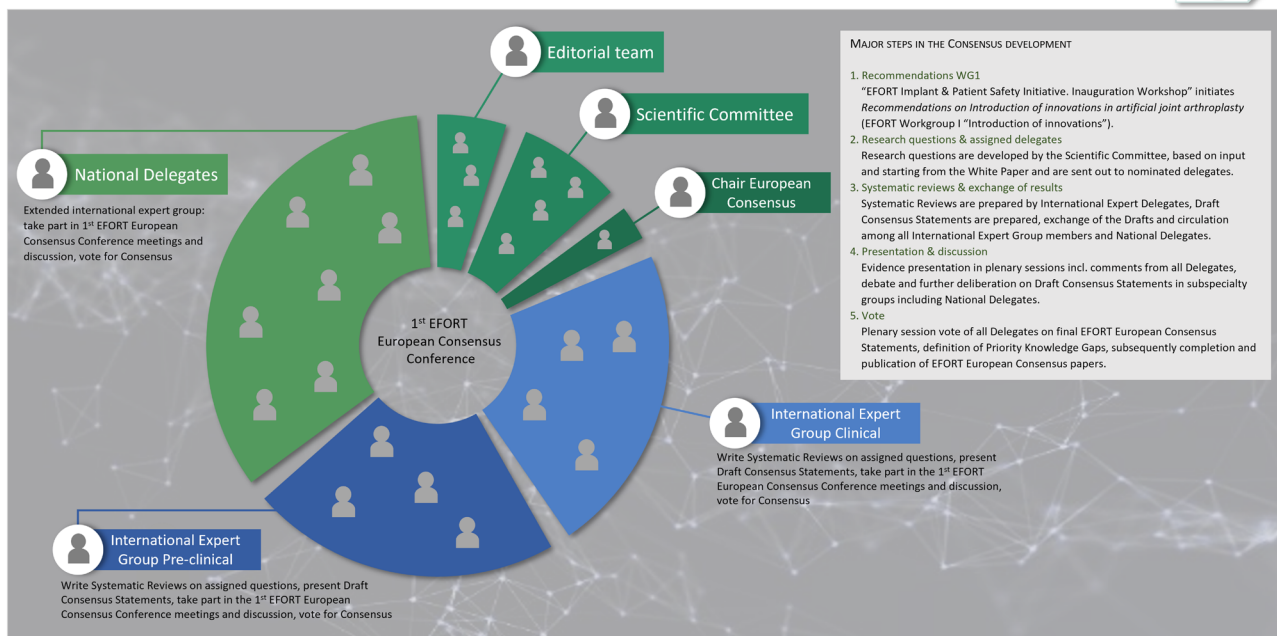 Editorial team
Scientific Committee
Chair European
Consensus
National Delegates
Extended international expert group:
take part in 1st EFORT European
Consensus Conference meetings and
discussion, vote for Consensus
1st EFORT
European Consensus
Conference
International Expert
Group Clinical
Write Systematic Reviews on assigned questions, present
Draft Consensus Statements, take part in the 1st EFORT
European Consensus Conference meetings and discussion,
vote for Consensus
International Expert
Group Pre-clinical
Write Systematic Reviews on assigned questions, present Draft
Consensus Statements, take part in the 1st EFORT European
Consensus Conference meetings and discussion, vote for Consensus
MAJOR STEPS IN THE CONSENSUS DEVELOPMENT
1. Recommendations WG1
“EFORT Implant & Patient Safety Initiative. Inauguration Workshop” initiates
Recommendations on Introduction of innovations in artificial joint arthroplasty
(EFORT Workgroup I “Introduction of innovations”).
2. Research questions & assigned delegates
Research questions are developed by the Scientific Committee, based on input
and starting from the White Paper and are sent out to nominated delegates.
3. Systematic reviews & exchange of results
Systematic Reviews are prepared by International Expert Delegates, Draft
Consensus Statements are prepared, exchange of the Drafts and circulation
among all International Expert Group members and National Delegates.
4. Presentation & discussion
Evidence presentation in plenary sessions incl. comments from all Delegates,
debate and further deliberation on Draft Consensus Statements in subspecialty
groups including National Delegates.
5. Vote
Plenary session vote of all Delegates on final EFORT European Consensus
Statements, definition of Priority Knowledge Gaps, subsequently completion and
publication of EFORT European Consensus papers.